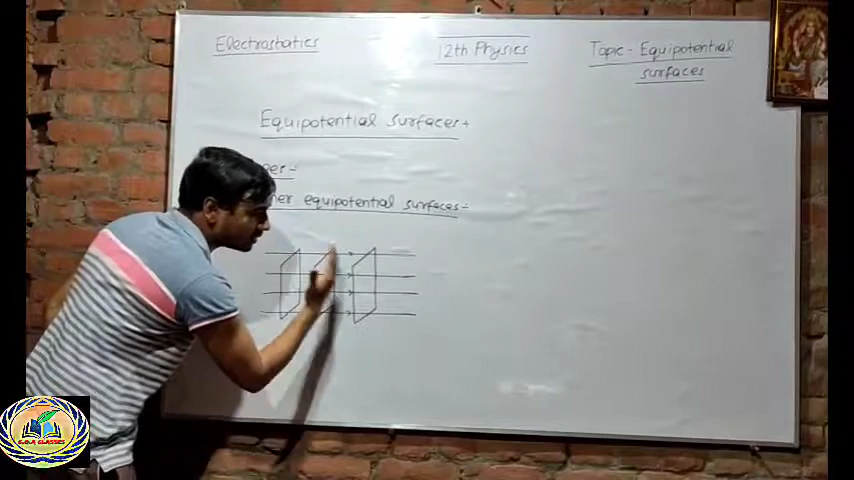 Electrostatics
12th Physics
Topic - Equipotential
surfaces
Equipotential surfaces
equipotential surfaces